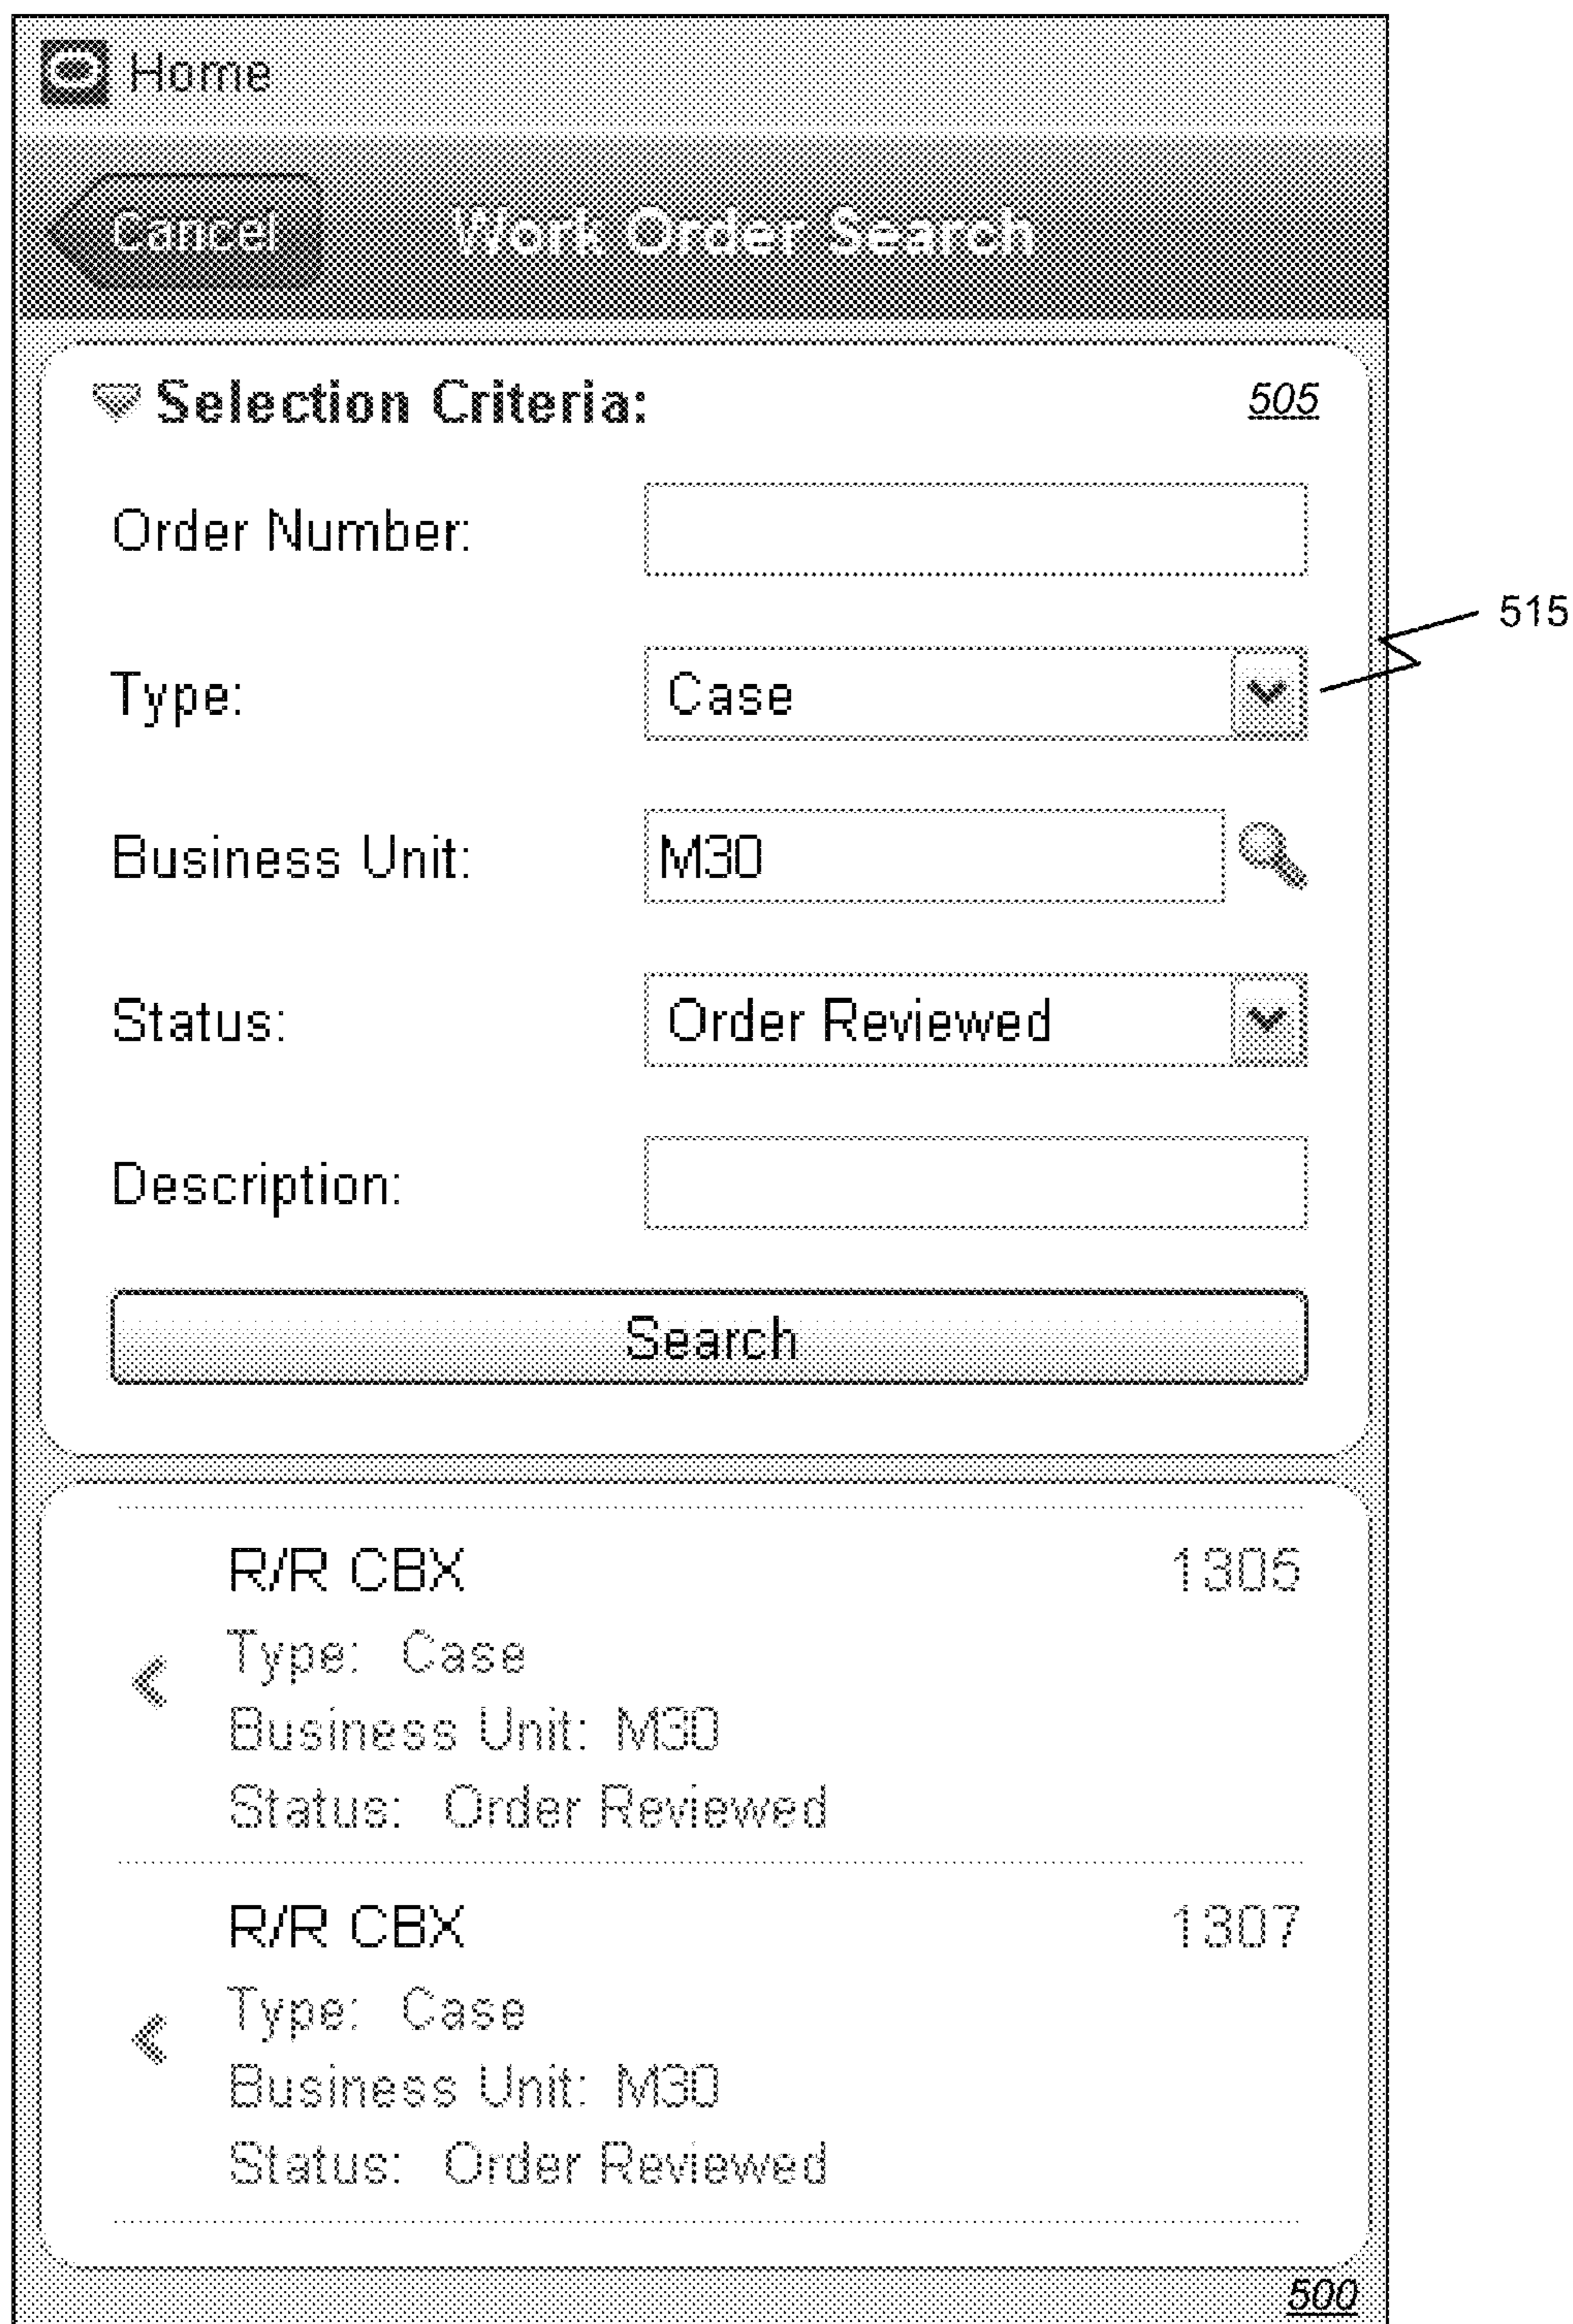 Home
Cancel Work Order Search
Selection Criteria: 505
Order Number:
515
Type: Case
Business Unit: M30
Status: Order Reviewed
Description:
Search
R/R CBX 1305
Type: Case
Business Unit: M30
Status: Order Reviewed
R/R CBX 1307
Type: Case
Business Unit: M30
Status: Order Reviewed
500